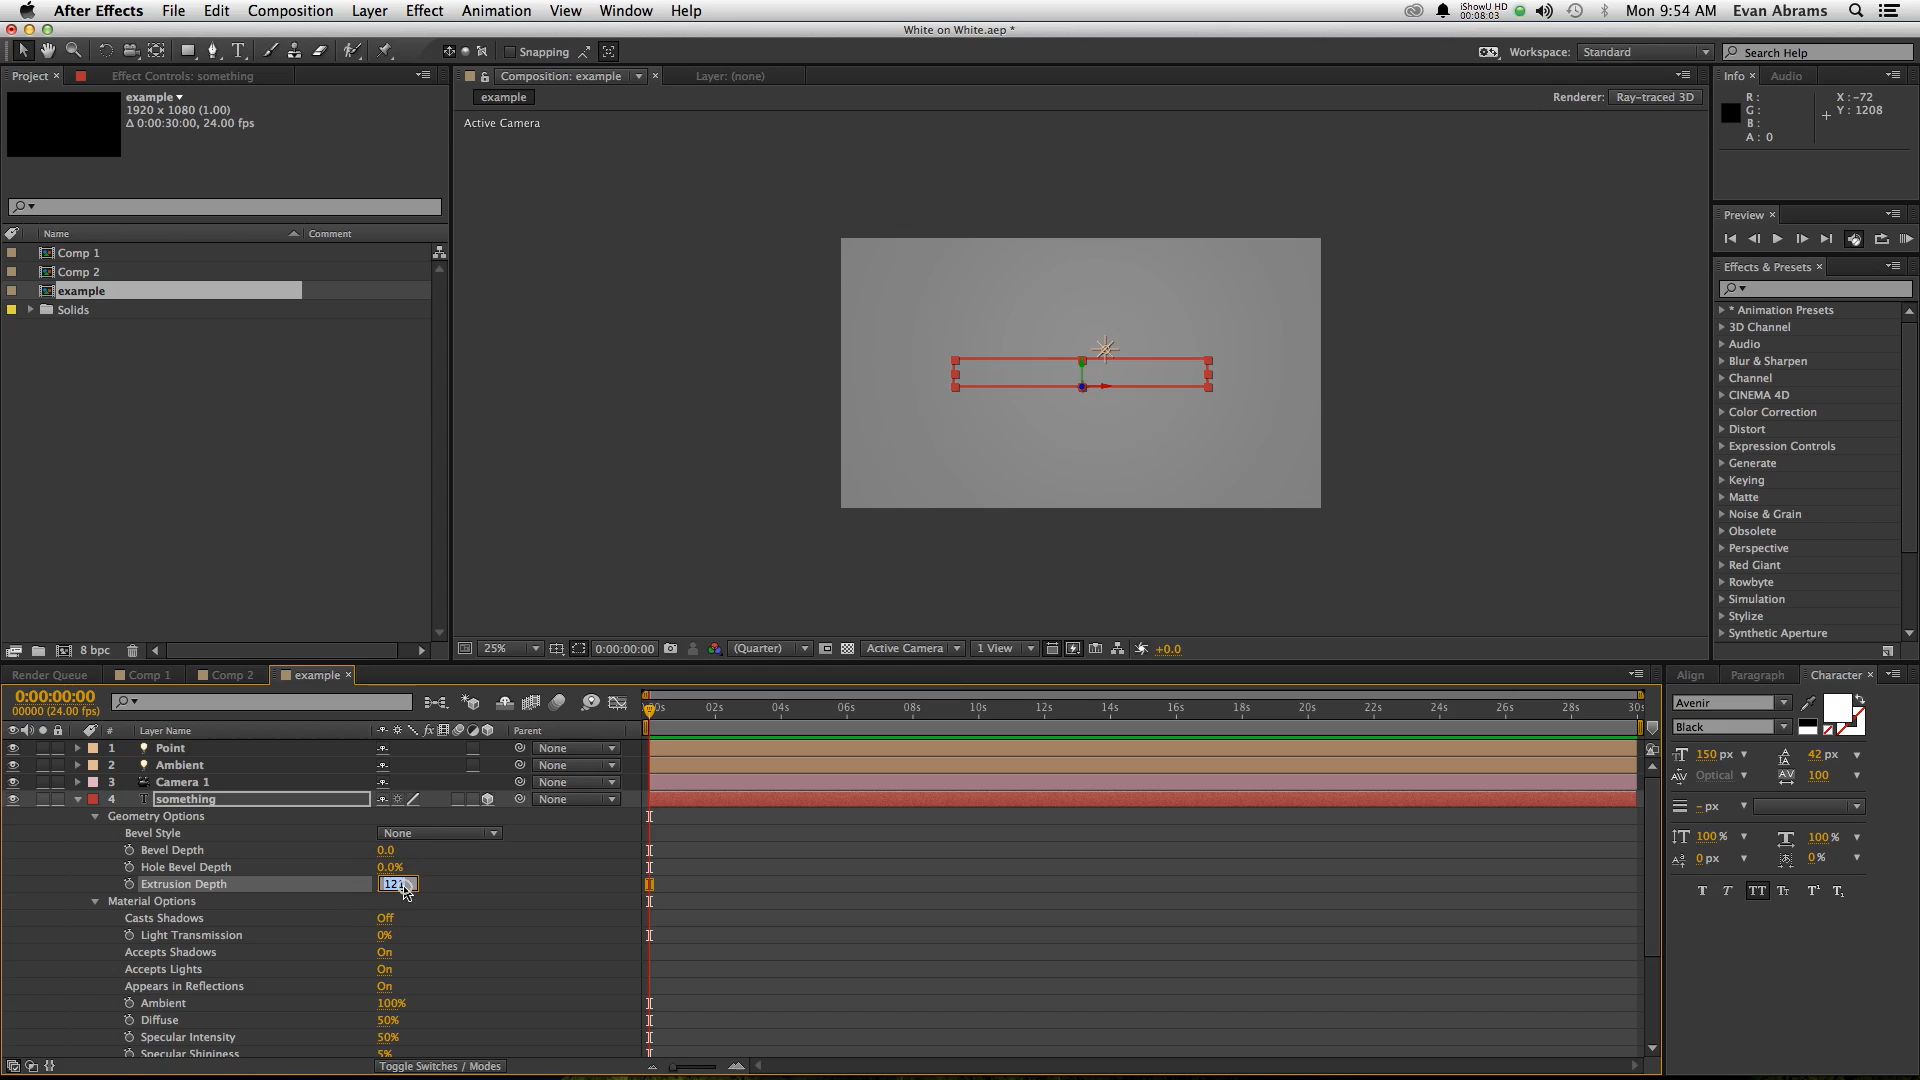 After Effects File Edit Composition Layer Effect Animation View Window Help iShowU HD 00:08:03 Mon 9:54 AM Evan Abrams
White on White.aep *
T Snapping Workspace: Standard Search Help
Project × Effect Controls: something Composition: example × Layer: (none) Info × Audio
example
1920 x 1080 (1.00)
Δ 0:00:30:00, 24.00 fps
example Renderer: Ray-traced 3D
Active Camera
R :
G :
B :
A : 0
X : -72
Y : 1208
Preview ×
Name Comment
Comp 1
Comp 2
example
Solids
Effects & Presets ×
* Animation Presets
3D Channel
Audio
Blur & Sharpen
Channel
CINEMA 4D
Color Correction
Distort
Expression Controls
Generate
Keying
Matte
Noise & Grain
Obsolete
Perspective
Red Giant
Rowbyte
Simulation
Stylize
Synthetic Aperture
8 bpc
25% 0:00:00:00 (Quarter) Active Camera 1 View +0.0
Render Queue Comp 1 Comp 2 example × Align Paragraph Character ×
0:00:00:00
00000 (24.00 fps)
02s 04s 06s 08s 10s 12s 14s 16s 18s 20s 22s 24s 26s 28s
# Layer Name fx Parent
1 Point None
2 Ambient None
3 Camera 1
4 T something None
Geometry Options
Bevel Style None
Bevel Depth 0.0
Hole Bevel Depth 0.0%
Extrusion Depth
Material Options
Casts Shadows Off
Light Transmission 0%
Accepts Shadows On
Accepts Lights On
Appears in Reflections On
Ambient 100%
Diffuse 50%
Specular Intensity 50%
Specular Shininess 5%
Toggle Switches / Modes
Avenir
Black
150 px 42 px
Optical 100
- px
100 % 100 %
0 px 0 %
T T TT Tt T¹ T₁